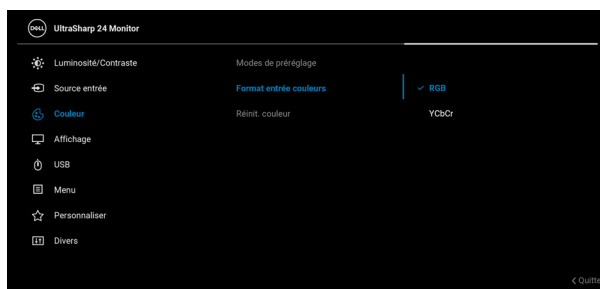 DELL UltraSharp 24 Monitor
Luminosité/Contraste Modes de préréglage
Source entrée Format entrée couleurs RGB
Couleur Réinit. couleur YCbCr
Affichage
USB
Menu
Personnaliser
Divers
Quitte